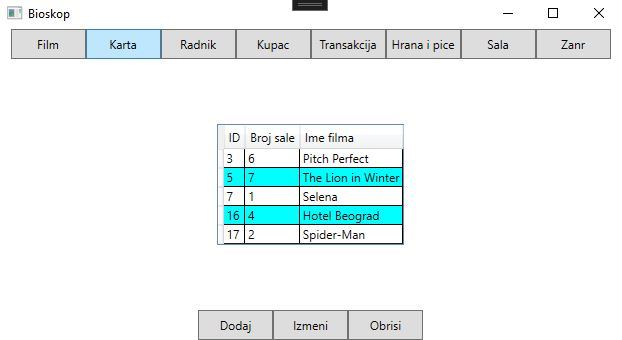 Bioskop
Film Karta Radnik Kupac Transakcija Hrana i pice Sala Zanr
ID Broj sale Ime filma
3 6 Pitch Perfect
5 7 The Lion in Winter
7 1 Selena
16 4 Hotel Beograd
17 2 Spider-Man
Dodaj Izmeni Obrisi